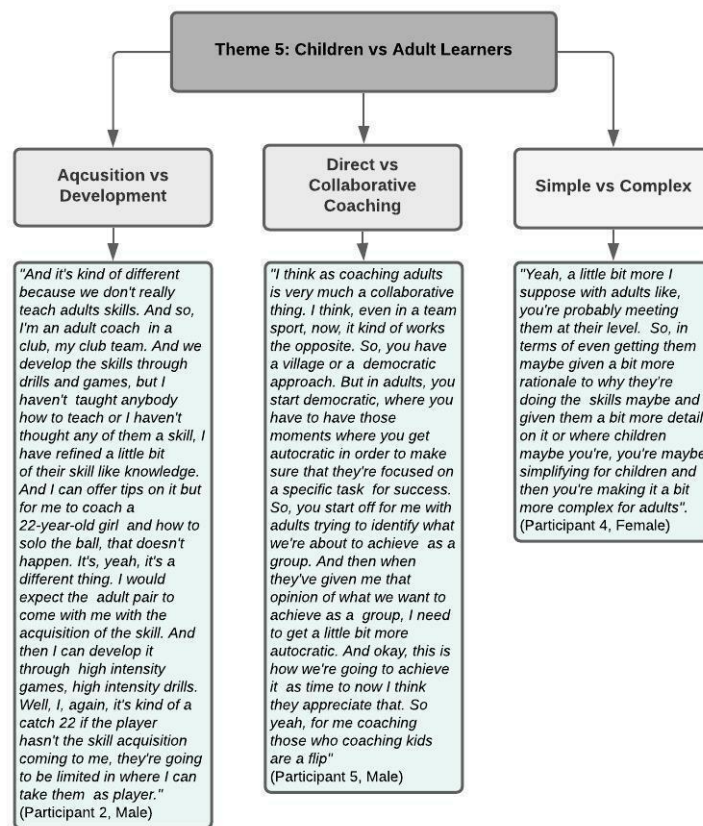 Theme 5: Children vs Adult Learners
Aqcusition vs
Development
"And it's kind of different
because we don't really
teach adults skills. And so,
I'm an adult coach in a
club, my club team. And we
develop the skills through
drills and games, but I
haven't taught anybody
how to teach or I haven't
thought any of them a skill, I
have refined a little bit
of their skill like knowledge.
And I can offer tips on it but
for me to coach a
22-year-old girl and how to
solo the ball, that doesn't
happen. It's, yeah, it's a
different thing. I would
expect the adult pair to
come with me with the
acquisition of the skill. And
then I can develop it
through high intensity
games, high intensity drills.
Well, I, again, it's kind of a
catch 22 if the player
hasn't the skill acquisition
coming to me, they're going
to be limited in where I can
take them as player."
(Participant 2, Male)
Direct vs
Collaborative
Coaching
"I think as coaching adults
is very much a collaborative
thing. I think, even in a team
sport, now, it kind of works
the opposite. So, you have
a village or a democratic
approach. But in adults, you
start democratic, where you
have to have those
moments where you get
autocratic in order to make
sure that they're focused on
a specific task for success.
So, you start off for me with
adults trying to identify what
we're about to achieve as a
group. And then when
they've given me that
opinion of what we want to
achieve as a group, I need
to get a little bit more
autocratic. And okay, this is
how we're going to achieve
it as time to now I think
they appreciate that. So
yeah, for me coaching
those who coaching kids
are a flip"
(Participant 5, Male)
Simple vs Complex
"Yeah, a little bit more I
suppose with adults like,
you're probably meeting
them at their level. So, in
terms of even getting them
maybe given a bit more
rationale to why they're
doing the skills maybe and
given them a bit more detail
on it or where children
maybe you're, you're maybe
simplifying for children and
then you're making it a bit
more complex for adults".
(Participant 4, Female)